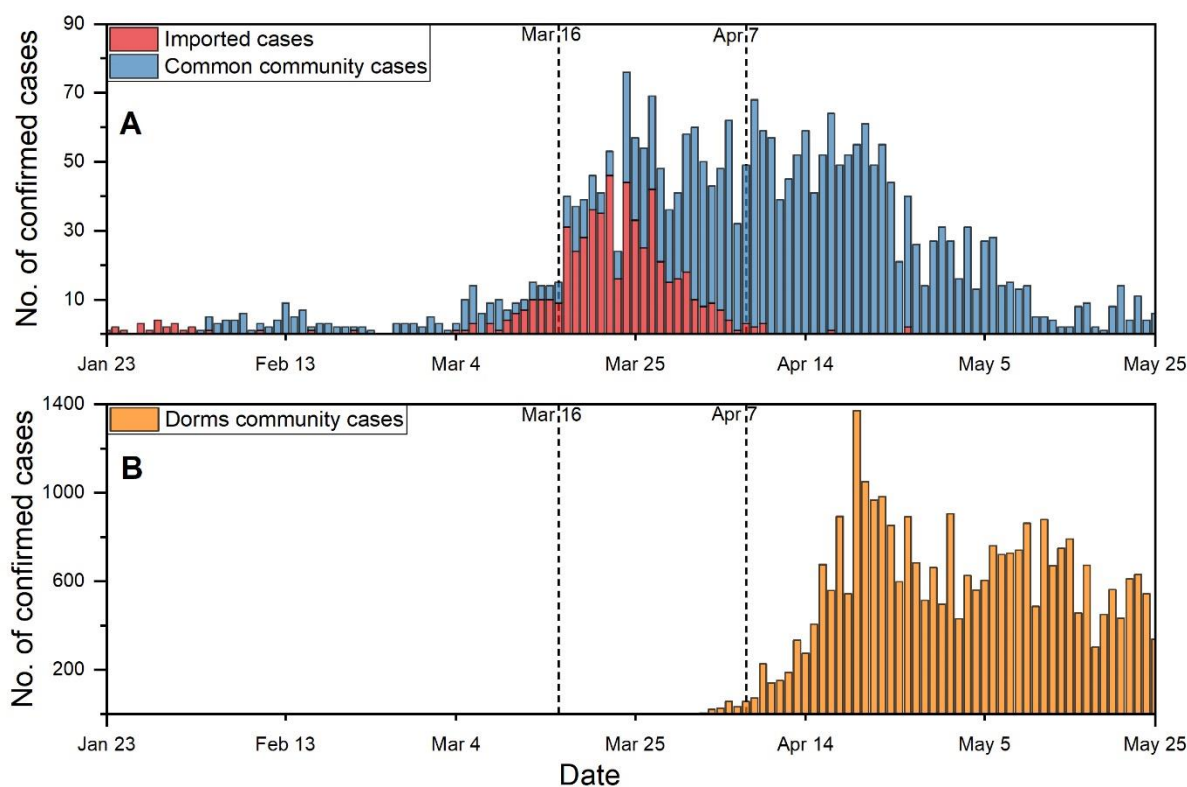 90
70
50
30
10
No. of confirmed cases
Imported cases
Common community cases
A
Mar 16
Apr 7
Jan 23
Feb 13
Mar 4
Mar 25
Apr 14
May 5
May 25
1400
1000
600
200
No. of confirmed cases
Dorms community cases
B
Mar 16
Apr 7
Jan 23
Feb 13
Mar 4
Mar 25
Apr 14
May 5
May 25
Date